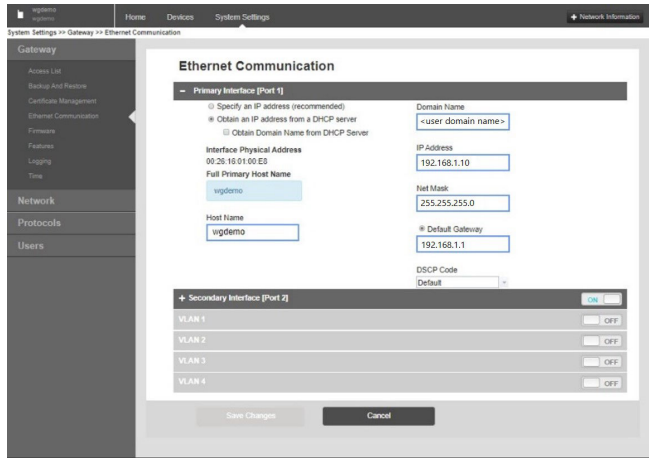 wgdemo
wgdemo
Home
Devices
System Settings
+ Network Information
System Settings >> Gateway >> Ethernet Communication
Gateway
Access List
Backup And Restore
Certificate Management
Ethernet Communication
Firmware
Features
Logging
Time
Network
Protocols
Users
Ethernet Communication
− Primary Interface [Port 1]
Specify an IP address (recommended)
Obtain an IP address from a DHCP server
Obtain Domain Name from DHCP Server
Interface Physical Address
00:26:16:01:00:E8
Full Primary Host Name
wgdemo
Host Name
wgdemo
Domain Name
<user domain name>
IP Address
192.168.1.10
Net Mask
255.255.255.0
Default Gateway
192.168.1.1
DSCP Code
Default
+ Secondary Interface [Port 2]
ON
VLAN 1
OFF
VLAN 2
OFF
VLAN 3
OFF
VLAN 4
OFF
Save Changes
Cancel